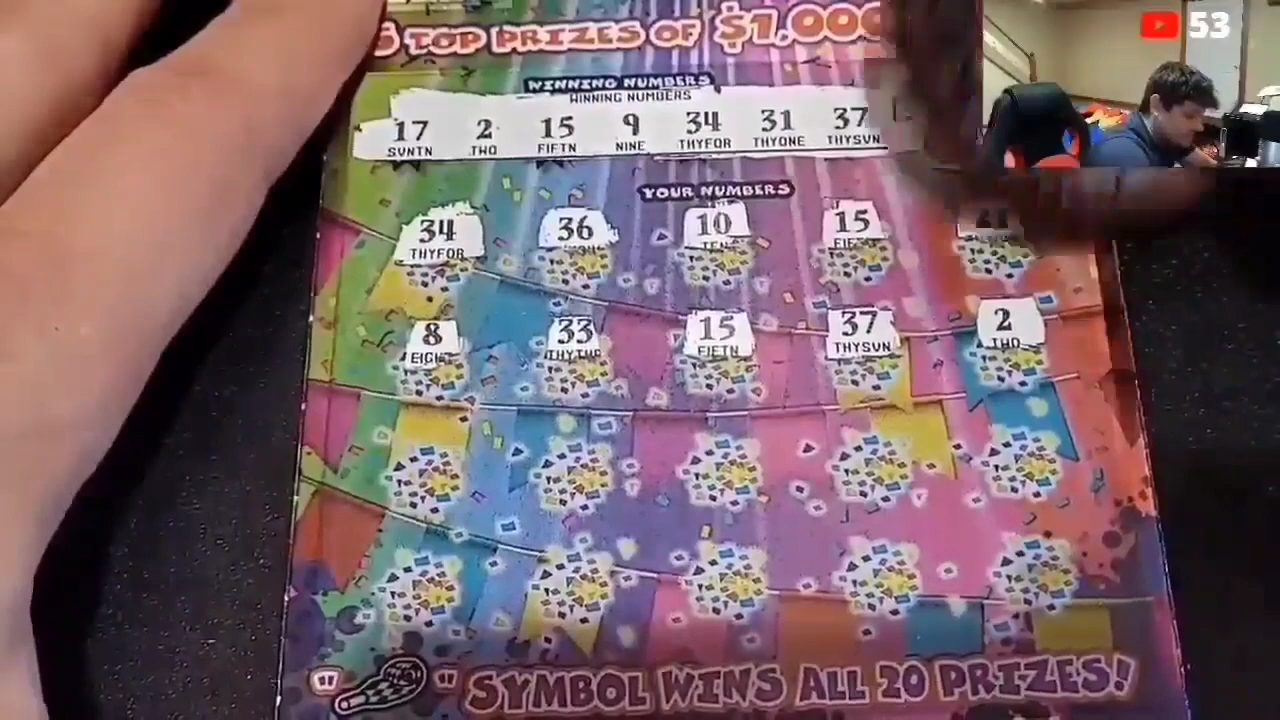 TOP PRIZES OF $1,000
53
WINNING NUMBERS
WINNING NUMBERS
17 2 15 9 34 31 37
SVNTN TWO FIFTN NINE THYFOR THYONE THYSVN
YOUR NUMBERS
34 36 10 15 21
THYFOR TEN
8 33 15 37 2
EIGHT THYTHR FIFTN THYSVN TWO
"" SYMBOL WINS ALL 20 PRIZES!